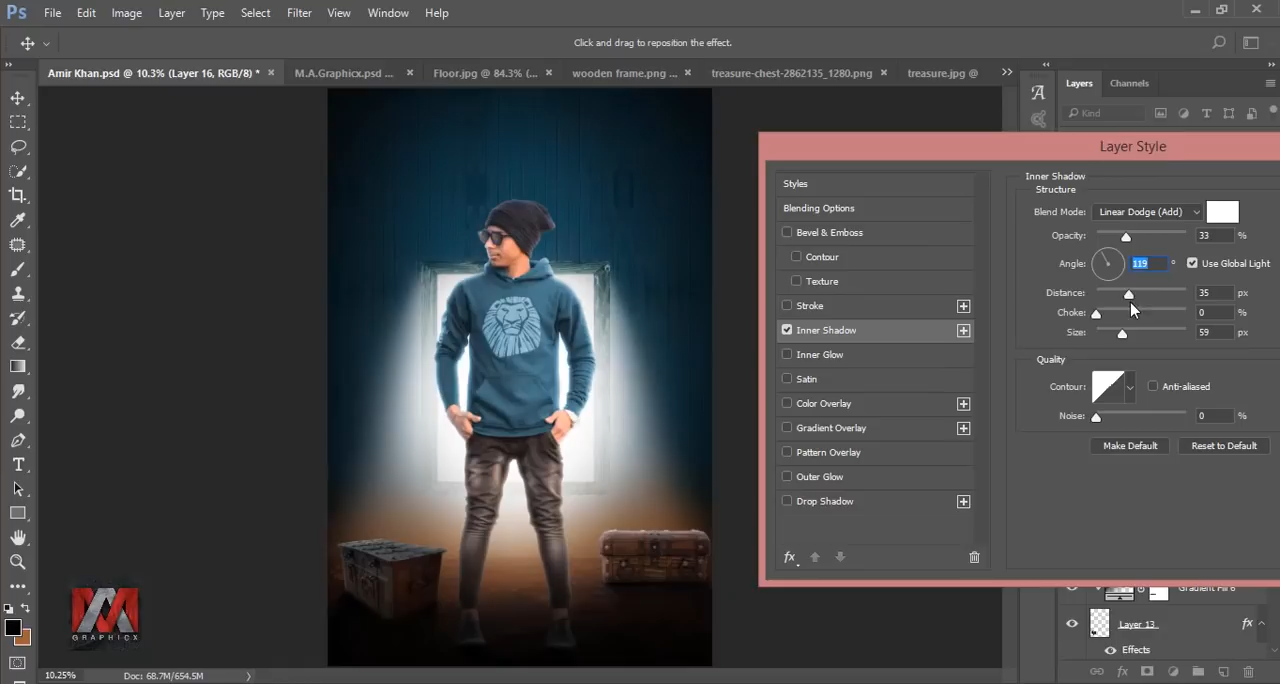 Ps File Edit Image Layer Type Select Filter View Window Help
Click and drag to reposition the effect.
Amir Khan.psd @ 10.3% (Layer 16, RGB/8) * × M.A.Graphicx.psd ... × Floor.jpg @ 84.3% (... × wooden frame.png ... × treasure-chest-2862135_1280.png × treasure.jpg @
Layers Channels
Kind
Layer Style
Styles
Blending Options
Bevel & Emboss
Contour
Texture
Stroke
Inner Shadow
Inner Glow
Satin
Color Overlay
Gradient Overlay
Pattern Overlay
Outer Glow
Drop Shadow
fx
Inner Shadow
Structure
Blend Mode: Linear Dodge (Add)
Opacity: 33 %
Angle: 119 ° Use Global Light
Distance: 35 px
Choke: 0 %
Size: 59 px
Quality
Contour: Anti-aliased
Noise: 0 %
Make Default Reset to Default
Gradient Fill 6
Layer 13 fx
Effects
MA
GRAPHICX
10.25% Doc: 68.7M/654.5M